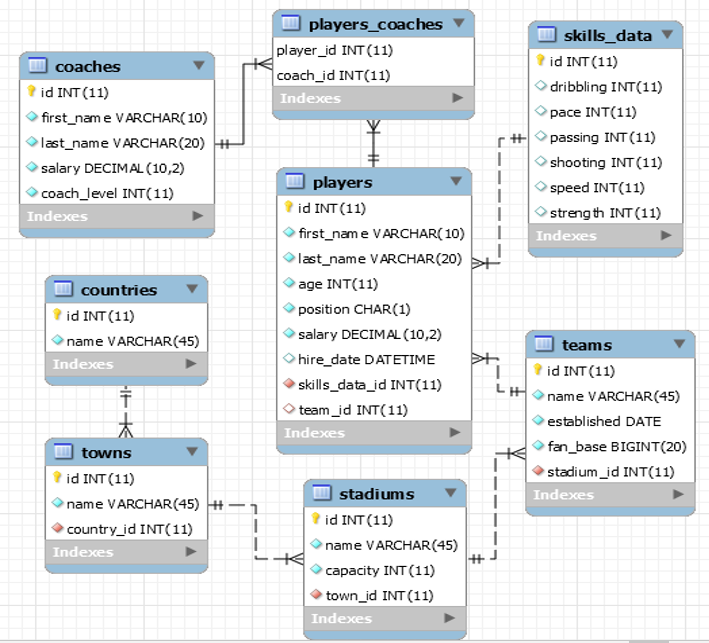 players_coaches
player_id INT(11)
coach_id INT(11)
Indexes
skills_data
id INT(11)
dribbling INT(11)
pace INT(11)
passing INT(11)
shooting INT(11)
speed INT(11)
strength INT(11)
Indexes
coaches
id INT(11)
first_name VARCHAR(10)
last_name VARCHAR(20)
salary DECIMAL(10,2)
coach_level INT(11)
Indexes
players
id INT(11)
first_name VARCHAR(10)
last_name VARCHAR(20)
age INT(11)
position CHAR(1)
salary DECIMAL(10,2)
hire_date DATETIME
skills_data_id INT(11)
team_id INT(11)
Indexes
countries
id INT(11)
name VARCHAR(45)
Indexes
teams
id INT(11)
name VARCHAR(45)
established DATE
fan_base BIGINT(20)
stadium_id INT(11)
Indexes
towns
id INT(11)
name VARCHAR(45)
country_id INT(11)
Indexes
stadiums
id INT(11)
name VARCHAR(45)
capacity INT(11)
town_id INT(11)
Indexes